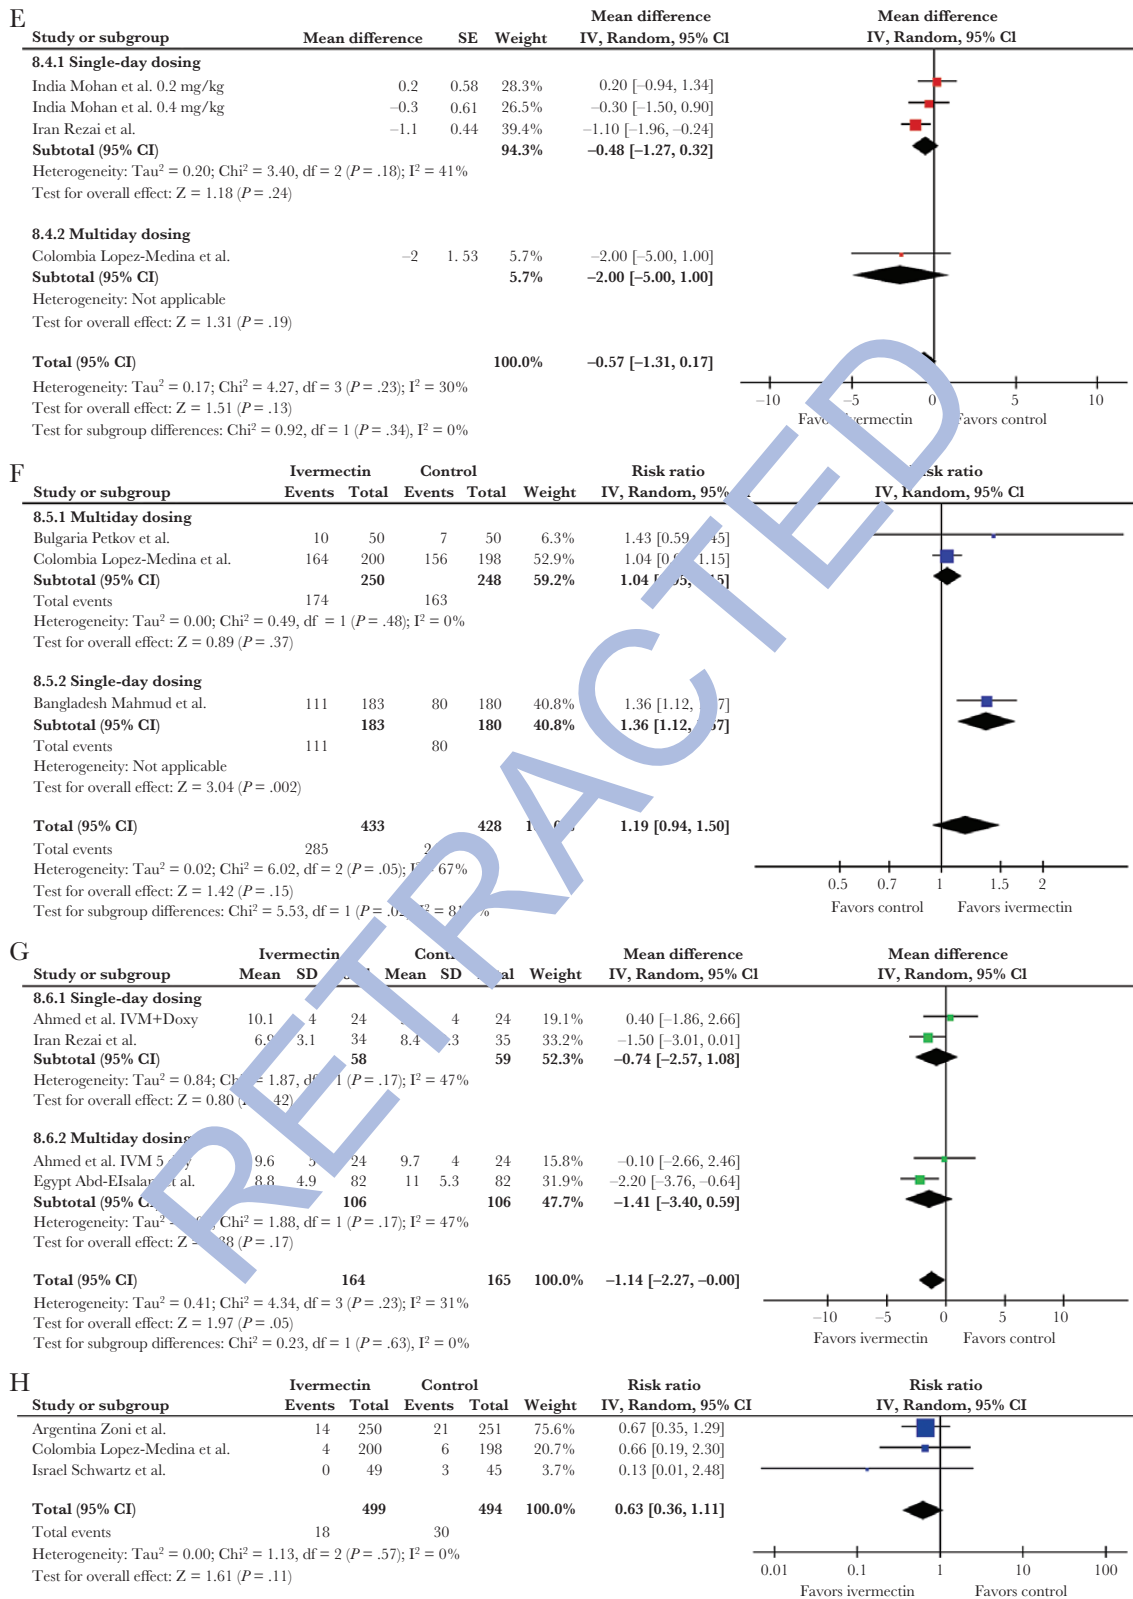 E
Mean difference Mean difference
Study or subgroup Mean difference SE Weight IV, Random, 95% Cl IV, Random, 95% Cl
8.4.1 Single-day dosing
India Mohan et al. 0.2 mg/kg 0.2 0.58 28.3% 0.20 [−0.94, 1.34]
India Mohan et al. 0.4 mg/kg −0.3 0.61 26.5% −0.30 [−1.50, 0.90]
Iran Rezai et al. −1.1 0.44 39.4% −1.10 [−1.96, −0.24]
Subtotal (95% CI) 94.3% −0.48 [−1.27, 0.32]
Heterogeneity: Tau² = 0.20; Chi² = 3.40, df = 2 (P = .18); I² = 41%
Test for overall effect: Z = 1.18 (P = .24)
8.4.2 Multiday dosing
Colombia Lopez-Medina et al. −2 1. 53 5.7% −2.00 [−5.00, 1.00]
Subtotal (95% CI) 5.7% −2.00 [−5.00, 1.00]
Heterogeneity: Not applicable
Test for overall effect: Z = 1.31 (P = .19)
Total (95% CI) 100.0% −0.57 [−1.31, 0.17]
Heterogeneity: Tau² = 0.17; Chi² = 4.27, df = 3 (P = .23); I² = 30%
Test for overall effect: Z = 1.51 (P = .13)
Test for subgroup differences: Chi² = 0.92, df = 1 (P = .34), I² = 0%
−10 −5 0 5 10
ivermectin Favors control
F
Ivermectin Control Risk ratio ratio
Study or subgroup Events Total Events Total Weight IV, Random, 95% IV, Random, 95% Cl
8.5.1 Multiday dosing
Bulgaria Petkov et al. 10 50 7 50 6.3% 1.43 [0.59
Colombia Lopez-Medina et al. 164 200 156 198 52.9% 1.04 1.15]
Subtotal (95% CI) 250 248 59.2% 1.04
Total events 174 163
Heterogeneity: Tau² = 0.00; Chi² = 0.49, df = 1 (P = .48); I² = 0%
Test for overall effect: Z = 0.89 (P = .37)
8.5.2 Single-day dosing
Bangladesh Mahmud et al. 111 183 80 180 40.8% 1.36 [1.12,
Subtotal (95% CI) 183 180 40.8% 1.36 [1.12,
Total events 111 80
Heterogeneity: Not applicable
Test for overall effect: Z = 3.04 (P = .002)
Total (95% CI) 433 428 1.19 [0.94, 1.50]
Total events 285
Heterogeneity: Tau² = 0.02; Chi² = 6.02, df = 2 (P = .05); 67%
Test for overall effect: Z = 1.42 (P = .15)
Test for subgroup differences: Chi² = 5.53, df = 1 (P =
0.5 0.7 1 1.5 2
Favors control Favors ivermectin
G
Ivermectin Mean difference Mean difference
Study or subgroup Mean SD Mean SD Weight IV, Random, 95% Cl IV, Random, 95% Cl
8.6.1 Single-day dosing
Ahmed et al. IVM+Doxy 10.1 4 24 4 24 19.1% 0.40 [−1.86, 2.66]
Iran Rezai et al. 3.1 34 8.4 35 33.2% −1.50 [−3.01, 0.01]
Subtotal (95% CI) 58 59 52.3% −0.74 [−2.57, 1.08]
Heterogeneity: Tau² = 0.84; = 1.87, (P = .17); I² = 47%
Test for overall effect: Z = 0.80
8.6.2 Multiday dosing
Ahmed et al. IVM 9.6 24 9.7 4 24 15.8% −0.10 [−2.66, 2.46]
Egypt 8.8 4.9 82 11 5.3 82 31.9% −2.20 [−3.76, −0.64]
Subtotal (95% 106 106 47.7% −1.41 [−3.40, 0.59]
Heterogeneity: = 1.88, df = 1 (P = .17); I² = 47%
Test for overall effect: (P = .17)
Total (95% CI) 164 165 100.0% −1.14 [−2.27, −0.00]
Heterogeneity: Tau² = 0.41; Chi² = 4.34, df = 3 (P = .23); I² = 31%
Test for overall effect: Z = 1.97 (P = .05)
Test for subgroup differences: Chi² = 0.23, df = 1 (P = .63), I² = 0%
−10 −5 0 5 10
Favors ivermectin Favors control
H
Ivermectin Control Risk ratio Risk ratio
Study or subgroup Events Total Events Total Weight IV, Random, 95% CI IV, Random, 95% Cl
Argentina Zoni et al. 14 250 21 251 75.6% 0.67 [0.35, 1.29]
Colombia Lopez-Medina et al. 4 200 6 198 20.7% 0.66 [0.19, 2.30]
Israel Schwartz et al. 0 49 3 45 3.7% 0.13 [0.01, 2.48]
Total (95% CI) 499 494 100.0% 0.63 [0.36, 1.11]
Total events 18 30
Heterogeneity: Tau² = 0.00; Chi² = 1.13, df = 2 (P = .57); I² = 0%
Test for overall effect: Z = 1.61 (P = .11)
0.01 0.1 1 10 100
Favors ivermectin Favors control
RETRACTED